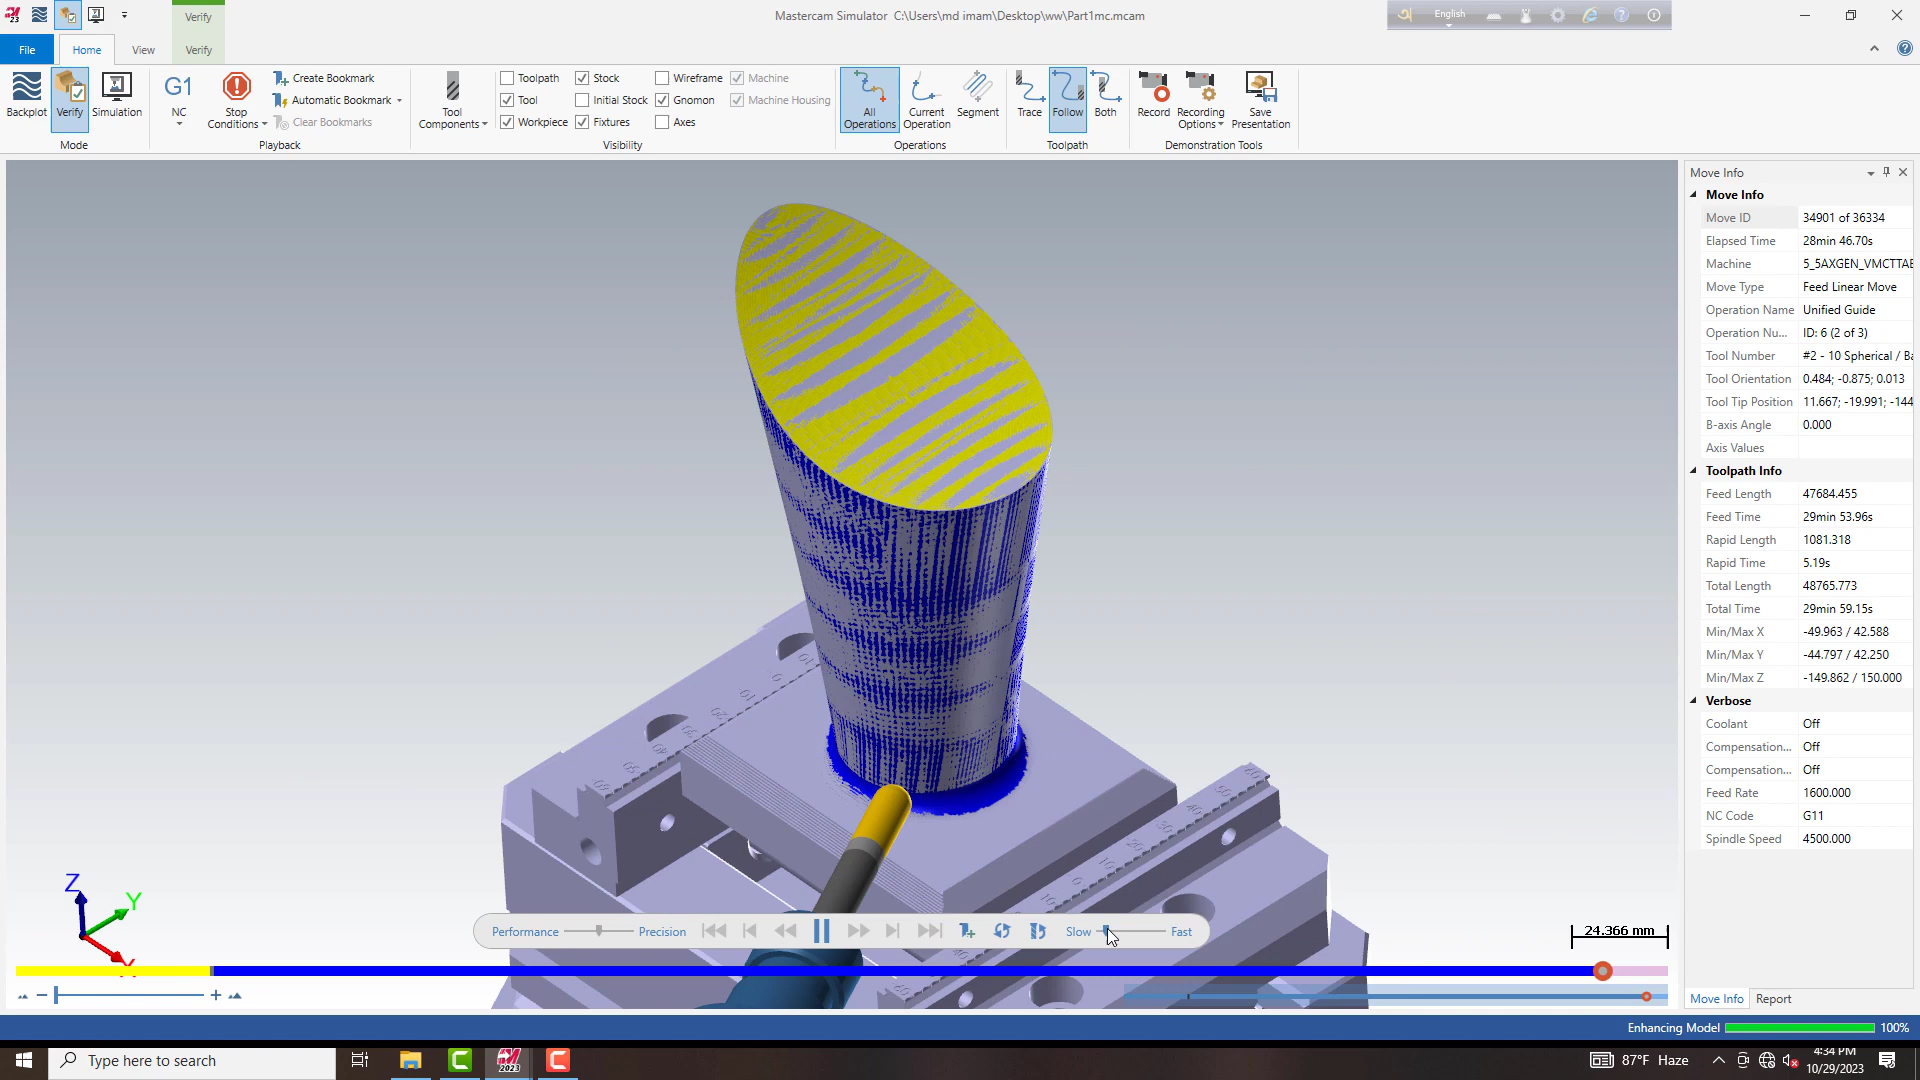 Verify
Mastercam Simulator C:\Users\md imam\Desktop\ww\Part1mc.mcam
English
File
Home
View
Verify
Backplot
Verify
Simulation
Mode
G1
NC
Stop Conditions
Create Bookmark
Automatic Bookmark
Clear Bookmarks
Playback
Tool Components
Toolpath
Stock
Wireframe
Machine
Tool
Initial Stock
Gnomon
Machine Housing
Workpiece
Fixtures
Axes
Visibility
All Operations
Current Operation
Segment
Operations
Trace
Follow
Both
Toolpath
Record
Recording Options
Save Presentation
Demonstration Tools
Move Info
Move Info
Move ID 34901 of 36334
Elapsed Time 28min 46.70s
Machine 5_5AXGEN_VMCTTAE
Move Type Feed Linear Move
Operation Name Unified Guide
Operation Nu... ID: 6 (2 of 3)
Tool Number #2 - 10 Spherical / Ba
Tool Orientation 0.484; -0.875; 0.013
Tool Tip Position 11.667; -19.991; -144
B-axis Angle 0.000
Axis Values
Toolpath Info
Feed Length 47684.455
Feed Time 29min 53.96s
Rapid Length 1081.318
Rapid Time 5.19s
Total Length 48765.773
Total Time 29min 59.15s
Min/Max X -49.963 / 42.588
Min/Max Y -44.797 / 42.250
Min/Max Z -149.862 / 150.000
Verbose
Coolant Off
Compensation... Off
Compensation... Off
Feed Rate 1600.000
NC Code G11
Spindle Speed 4500.000
Z
Y
X
Performance
Precision
Slow
Fast
24.366 mm
Move Info
Report
Enhancing Model 100%
Type here to search
2023
87°F Haze
4:34 PM
10/29/2023